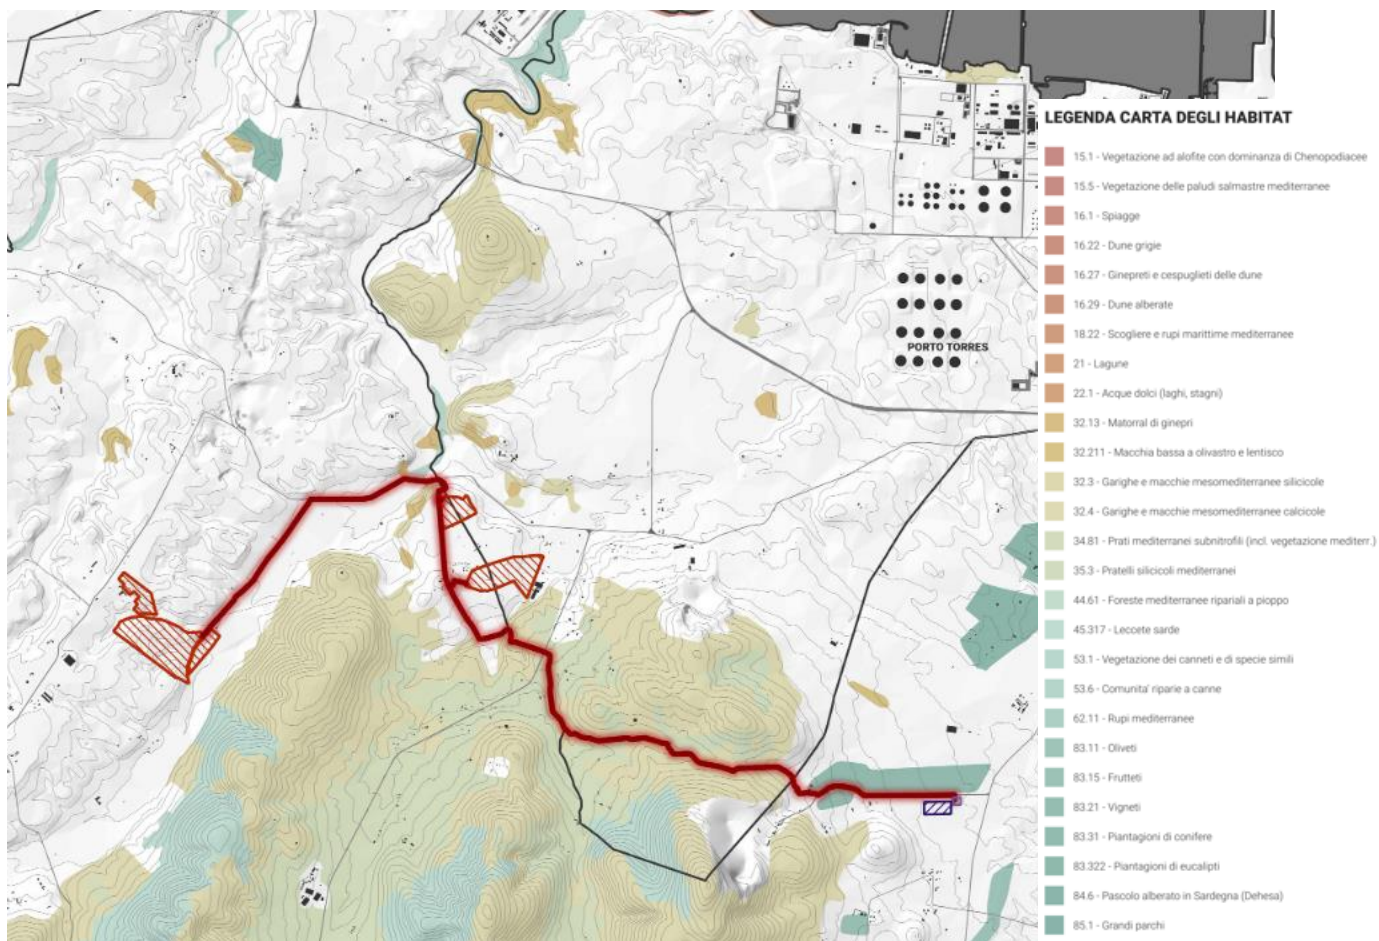 LEGENDA CARTA DEGLI HABITAT
15.1 - Vegetazione ad alofite con dominanza di Chenopodiacee
15.5 - Vegetazione delle paludi salmastre mediterranee
16.1 - Spiagge
16.22 - Dune grigie
16.27 - Ginepreti e cespuglieti delle dune
16.29 - Dune alberate
18.22 - Scogliere e rupi marittime mediterranee
21 - Lagune
22.1 - Acque dolci (laghi, stagni)
32.13 - Matorral di ginepri
32.211 - Macchia bassa a olivastro e lentisco
32.3 - Garighe e macchie mesomediterranee silicicole
32.4 - Garighe e macchie mesomediterranee calcicole
34.81 - Prati mediterranei subnitrofili (incl. vegetazione mediterr.)
35.3 - Pratelli silicicoli mediterranei
44.61 - Foreste mediterranee ripariali a pioppo
45.317 - Leccete sarde
53.1 - Vegetazione dei canneti e di specie simili
53.6 - Comunita' riparie a canne
62.11 - Rupi mediterranee
83.11 - Oliveti
83.15 - Frutteti
83.21 - Vigneti
83.31 - Piantagioni di conifere
83.322 - Piantagioni di eucalipti
84.6 - Pascolo alberato in Sardegna (Dehesa)
85.1 - Grandi parchi
PORTO TORRES